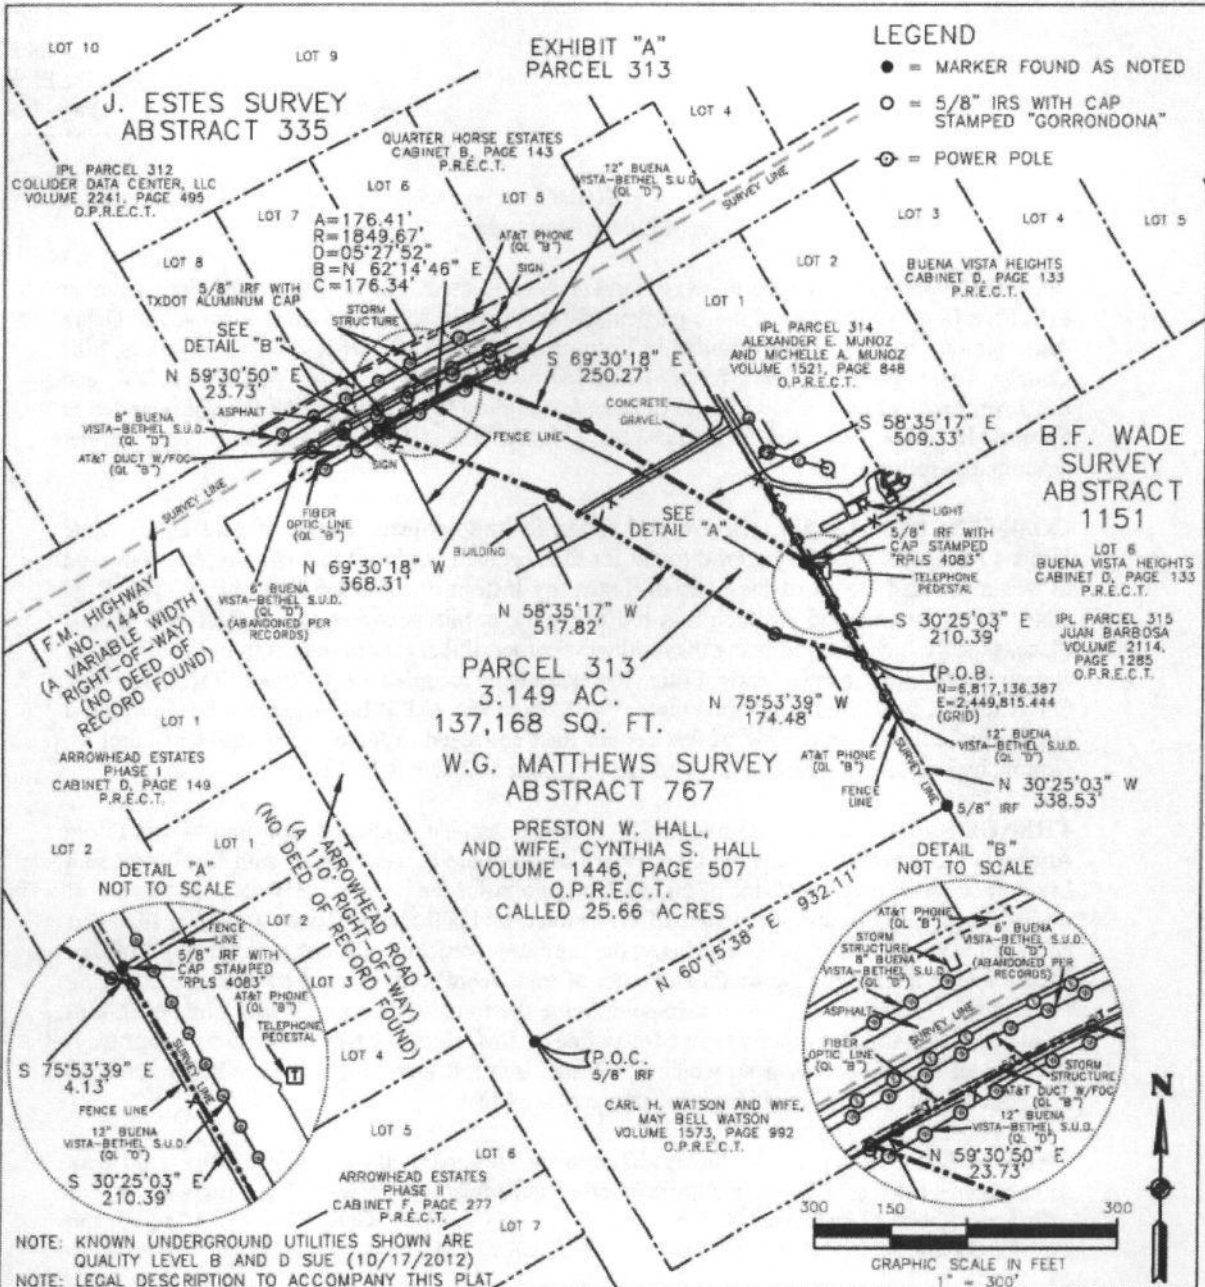 EXHIBIT "A"
PARCEL 313
LEGEND
● = MARKER FOUND AS NOTED
○ = 5/8" IRS WITH CAP
STAMPED "GORRONDONA"
= POWER POLE
LOT 10
LOT 9
J. ESTES SURVEY
ABSTRACT 335
IPL PARCEL 312
COLLIDER DATA CENTER, LLC
VOLUME 2241, PAGE 495
O.P.R.E.C.T.
QUARTER HORSE ESTATES
CABINET B, PAGE 143
P.R.E.C.T.
LOT 4
12" BUENA
VISTA-BETHEL S.U.D.
(QL "D")
SURVEY LINE
LOT 6
LOT 5
LOT 7
LOT 8
A=176.41'
R=1849.67'
D=05°27'52"
B=N 62°14'46" E
C=176.34'
AT&T PHONE
(QL "B")
SIGN
5/8" IRF WITH
TXDOT ALUMINUM CAP
STORM
STRUCTURE
SEE
DETAIL "B"
N 59°30'50" E
23.73'
ASPHALT
8" BUENA
VISTA-BETHEL S.U.D.
(QL "D")
AT&T DUCT W/FOC
(QL "B")
SIGN
SURVEY LINE
FIBER
OPTIC LINE
(QL "B")
S 69°30'18" E
250.27'
FENCE LINE
LOT 3
LOT 4
LOT 5
LOT 2
LOT 1
BUENA VISTA HEIGHTS
CABINET D, PAGE 133
P.R.E.C.T.
IPL PARCEL 314
ALEXANDER E. MUNOZ
AND MICHELLE A. MUNOZ
VOLUME 1521, PAGE 848
O.P.R.E.C.T.
CONCRETE
GRAVEL
S 58°35'17" E
509.33'
B.F. WADE
SURVEY
ABSTRACT
1151
SEE
DETAIL "A"
LIGHT
5/8" IRF WITH
CAP STAMPED
"RPLS 4083"
TELEPHONE
PEDESTAL
LOT 6
BUENA VISTA HEIGHTS
CABINET D, PAGE 133
P.R.E.C.T.
BUILDING
N 69°30'18" W
368.31'
6" BUENA
VISTA-BETHEL S.U.D.
(QL "D")
(ABANDONED PER
RECORDS)
F.M. HIGHWAY
NO. 1446
(A VARIABLE WIDTH
RIGHT-OF-WAY)
(NO DEED OF
RECORD FOUND)
N 58°35'17" W
517.82'
S 30°25'03" E
210.39'
IPL PARCEL 315
JUAN BARBOSA
VOLUME 2114,
PAGE 1285
O.P.R.E.C.T.
PARCEL 313
3.149 AC.
137,168 SQ. FT.
N 75°53'39" W
174.48'
P.O.B.
N=6,817,136.387
E=2,449,815.444
(GRID)
12" BUENA
VISTA-BETHEL S.U.D.
(QL "D")
AT&T PHONE
(QL "B")
FENCE
LINE
SURVEY LINE
N 30°25'03" W
338.53'
5/8" IRF
LOT 1
ARROWHEAD ESTATES
PHASE I
CABINET D, PAGE 149
P.R.E.C.T.
LOT 2
LOT 1
W.G. MATTHEWS SURVEY
ABSTRACT 767
PRESTON W. HALL,
AND WIFE, CYNTHIA S. HALL
VOLUME 1446, PAGE 507
O.P.R.E.C.T.
CALLED 25.66 ACRES
ARROWHEAD ROAD
(A 110' RIGHT-OF-WAY)
(NO DEED OF RECORD FOUND)
N 60°15'38" E 932.11'
DETAIL "A"
NOT TO SCALE
LOT 2
FENCE
LINE
5/8" IRF WITH
CAP STAMPED
"RPLS 4083"
LOT 3
AT&T PHONE
(QL "B")
TELEPHONE
PEDESTAL
T
SURVEY LINE
S 75°53'39" E
4.13'
FENCE LINE
12" BUENA
VISTA-BETHEL S.U.D.
(QL "D")
S 30°25'03" E
210.39'
LOT 4
LOT 5
LOT 6
LOT 7
ARROWHEAD ESTATES
PHASE II
CABINET F, PAGE 277
P.R.E.C.T.
P.O.C.
5/8" IRF
CARL H. WATSON AND WIFE,
MAY BELL WATSON
VOLUME 1573, PAGE 992
O.P.R.E.C.T.
DETAIL "B"
NOT TO SCALE
AT&T PHONE
(QL "B")
6" BUENA
VISTA-BETHEL S.U.D.
(QL "D")
(ABANDONED PER
RECORDS)
STORM
STRUCTURE
8" BUENA
VISTA-BETHEL S.U.D.
(QL "D")
ASPHALT
SURVEY LINE
FIBER
OPTIC LINE
(QL "B")
STORM
STRUCTURE
AT&T DUCT W/FOC
(QL "B")
12" BUENA
VISTA-BETHEL S.U.D.
(QL "D")
N 59°30'50" E
23.73'
N
300 150 300
GRAPHIC SCALE IN FEET
1" = 300'
NOTE: KNOWN UNDERGROUND UTILITIES SHOWN ARE
QUALITY LEVEL B AND D SUE (10/17/2012)
NOTE: LEGAL DESCRIPTION TO ACCOMPANY THIS PLAT